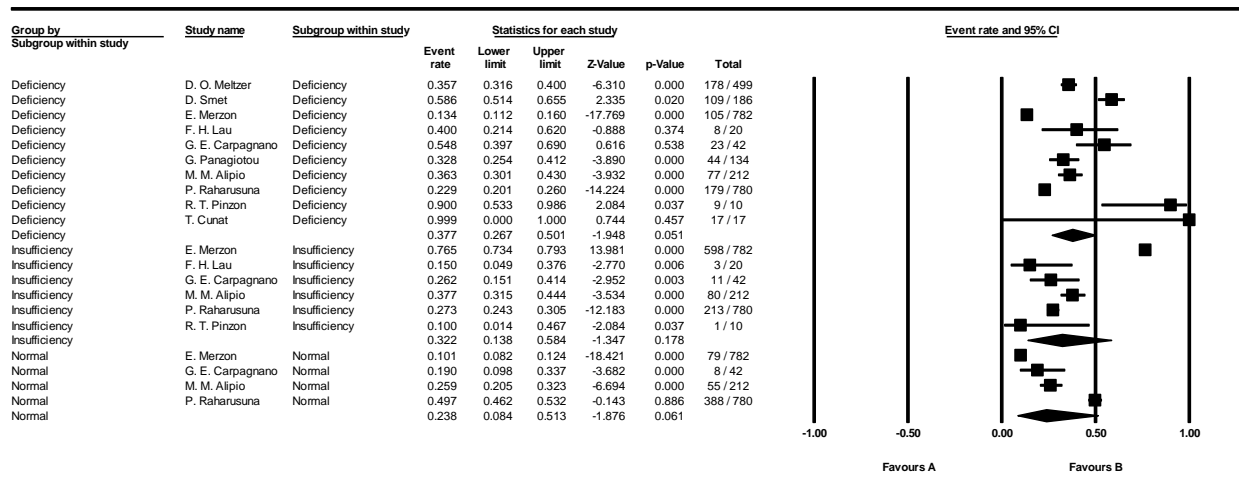 Group by Study name Subgroup within study Statistics for each study Event rate and 95% CI
Subgroup within study
Event Lower Upper
rate limit limit Z-Value p-Value Total
Deficiency D. O. Meltzer Deficiency 0.357 0.316 0.400 -6.310 0.000 178 / 499
Deficiency D. Smet Deficiency 0.586 0.514 0.655 2.335 0.020 109 / 186
Deficiency E. Merzon Deficiency 0.134 0.112 0.160 -17.769 0.000 105 / 782
Deficiency F. H. Lau Deficiency 0.400 0.214 0.620 -0.888 0.374 8 / 20
Deficiency G. E. Carpagnano Deficiency 0.548 0.397 0.690 0.616 0.538 23 / 42
Deficiency G. Panagiotou Deficiency 0.328 0.254 0.412 -3.890 0.000 44 / 134
Deficiency M. M. Alipio Deficiency 0.363 0.301 0.430 -3.932 0.000 77 / 212
Deficiency P. Raharusuna Deficiency 0.229 0.201 0.260 -14.224 0.000 179 / 780
Deficiency R. T. Pinzon Deficiency 0.900 0.533 0.986 2.084 0.037 9 / 10
Deficiency T. Cunat Deficiency 0.999 0.000 1.000 0.744 0.457 17 / 17
Deficiency 0.377 0.267 0.501 -1.948 0.051
Insufficiency E. Merzon Insufficiency 0.765 0.734 0.793 13.981 0.000 598 / 782
Insufficiency F. H. Lau Insufficiency 0.150 0.049 0.376 -2.770 0.006 3 / 20
Insufficiency G. E. Carpagnano Insufficiency 0.262 0.151 0.414 -2.952 0.003 11 / 42
Insufficiency M. M. Alipio Insufficiency 0.377 0.315 0.444 -3.534 0.000 80 / 212
Insufficiency P. Raharusuna Insufficiency 0.273 0.243 0.305 -12.183 0.000 213 / 780
Insufficiency R. T. Pinzon Insufficiency 0.100 0.014 0.467 -2.084 0.037 1 / 10
Insufficiency 0.322 0.138 0.584 -1.347 0.178
Normal E. Merzon Normal 0.101 0.082 0.124 -18.421 0.000 79 / 782
Normal G. E. Carpagnano Normal 0.190 0.098 0.337 -3.682 0.000 8 / 42
Normal M. M. Alipio Normal 0.259 0.205 0.323 -6.694 0.000 55 / 212
Normal P. Raharusuna Normal 0.497 0.462 0.532 -0.143 0.886 388 / 780
Normal 0.238 0.084 0.513 -1.876 0.061
-1.00 -0.50 0.00 0.50 1.00
Favours A Favours B